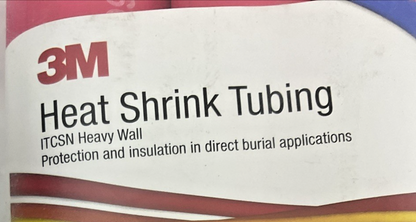 3M
Heat Shrink Tubing
ITCSN Heavy Wall
Protection and insulation in direct burial applications